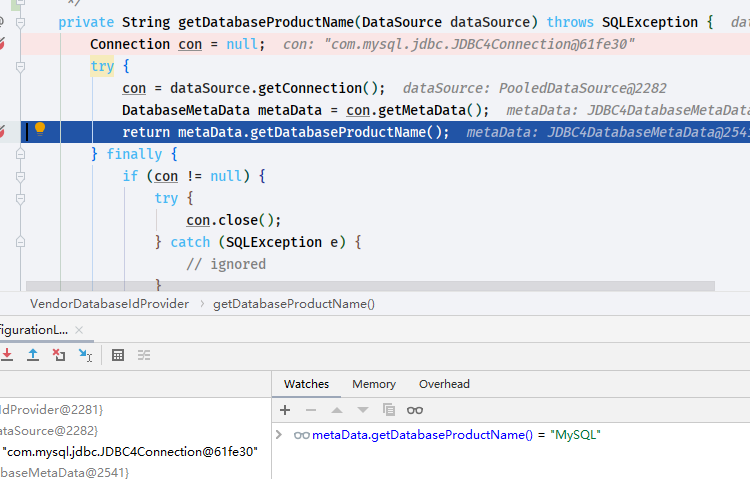 */
private String getDatabaseProductName(DataSource dataSource) throws SQLException {
Connection con = null; con: "com.mysql.jdbc.JDBC4Connection@61fe30"
try {
con = dataSource.getConnection(); dataSource: PooledDataSource@2282
DatabaseMetaData metaData = con.getMetaData(); metaData: JDBC4DatabaseMetaData
return metaData.getDatabaseProductName(); metaData: JDBC4DatabaseMetaData@2541
} finally {
if (con != null) {
try {
con.close();
} catch (SQLException e) {
// ignored
}
VendorDatabaseIdProvider › getDatabaseProductName()
figurationL... ×
Watches Memory Overhead
IdProvider@2281}
ataSource@2282}
metaData.getDatabaseProductName() = "MySQL"
"com.mysql.jdbc.JDBC4Connection@61fe30"
baseMetaData@2541}